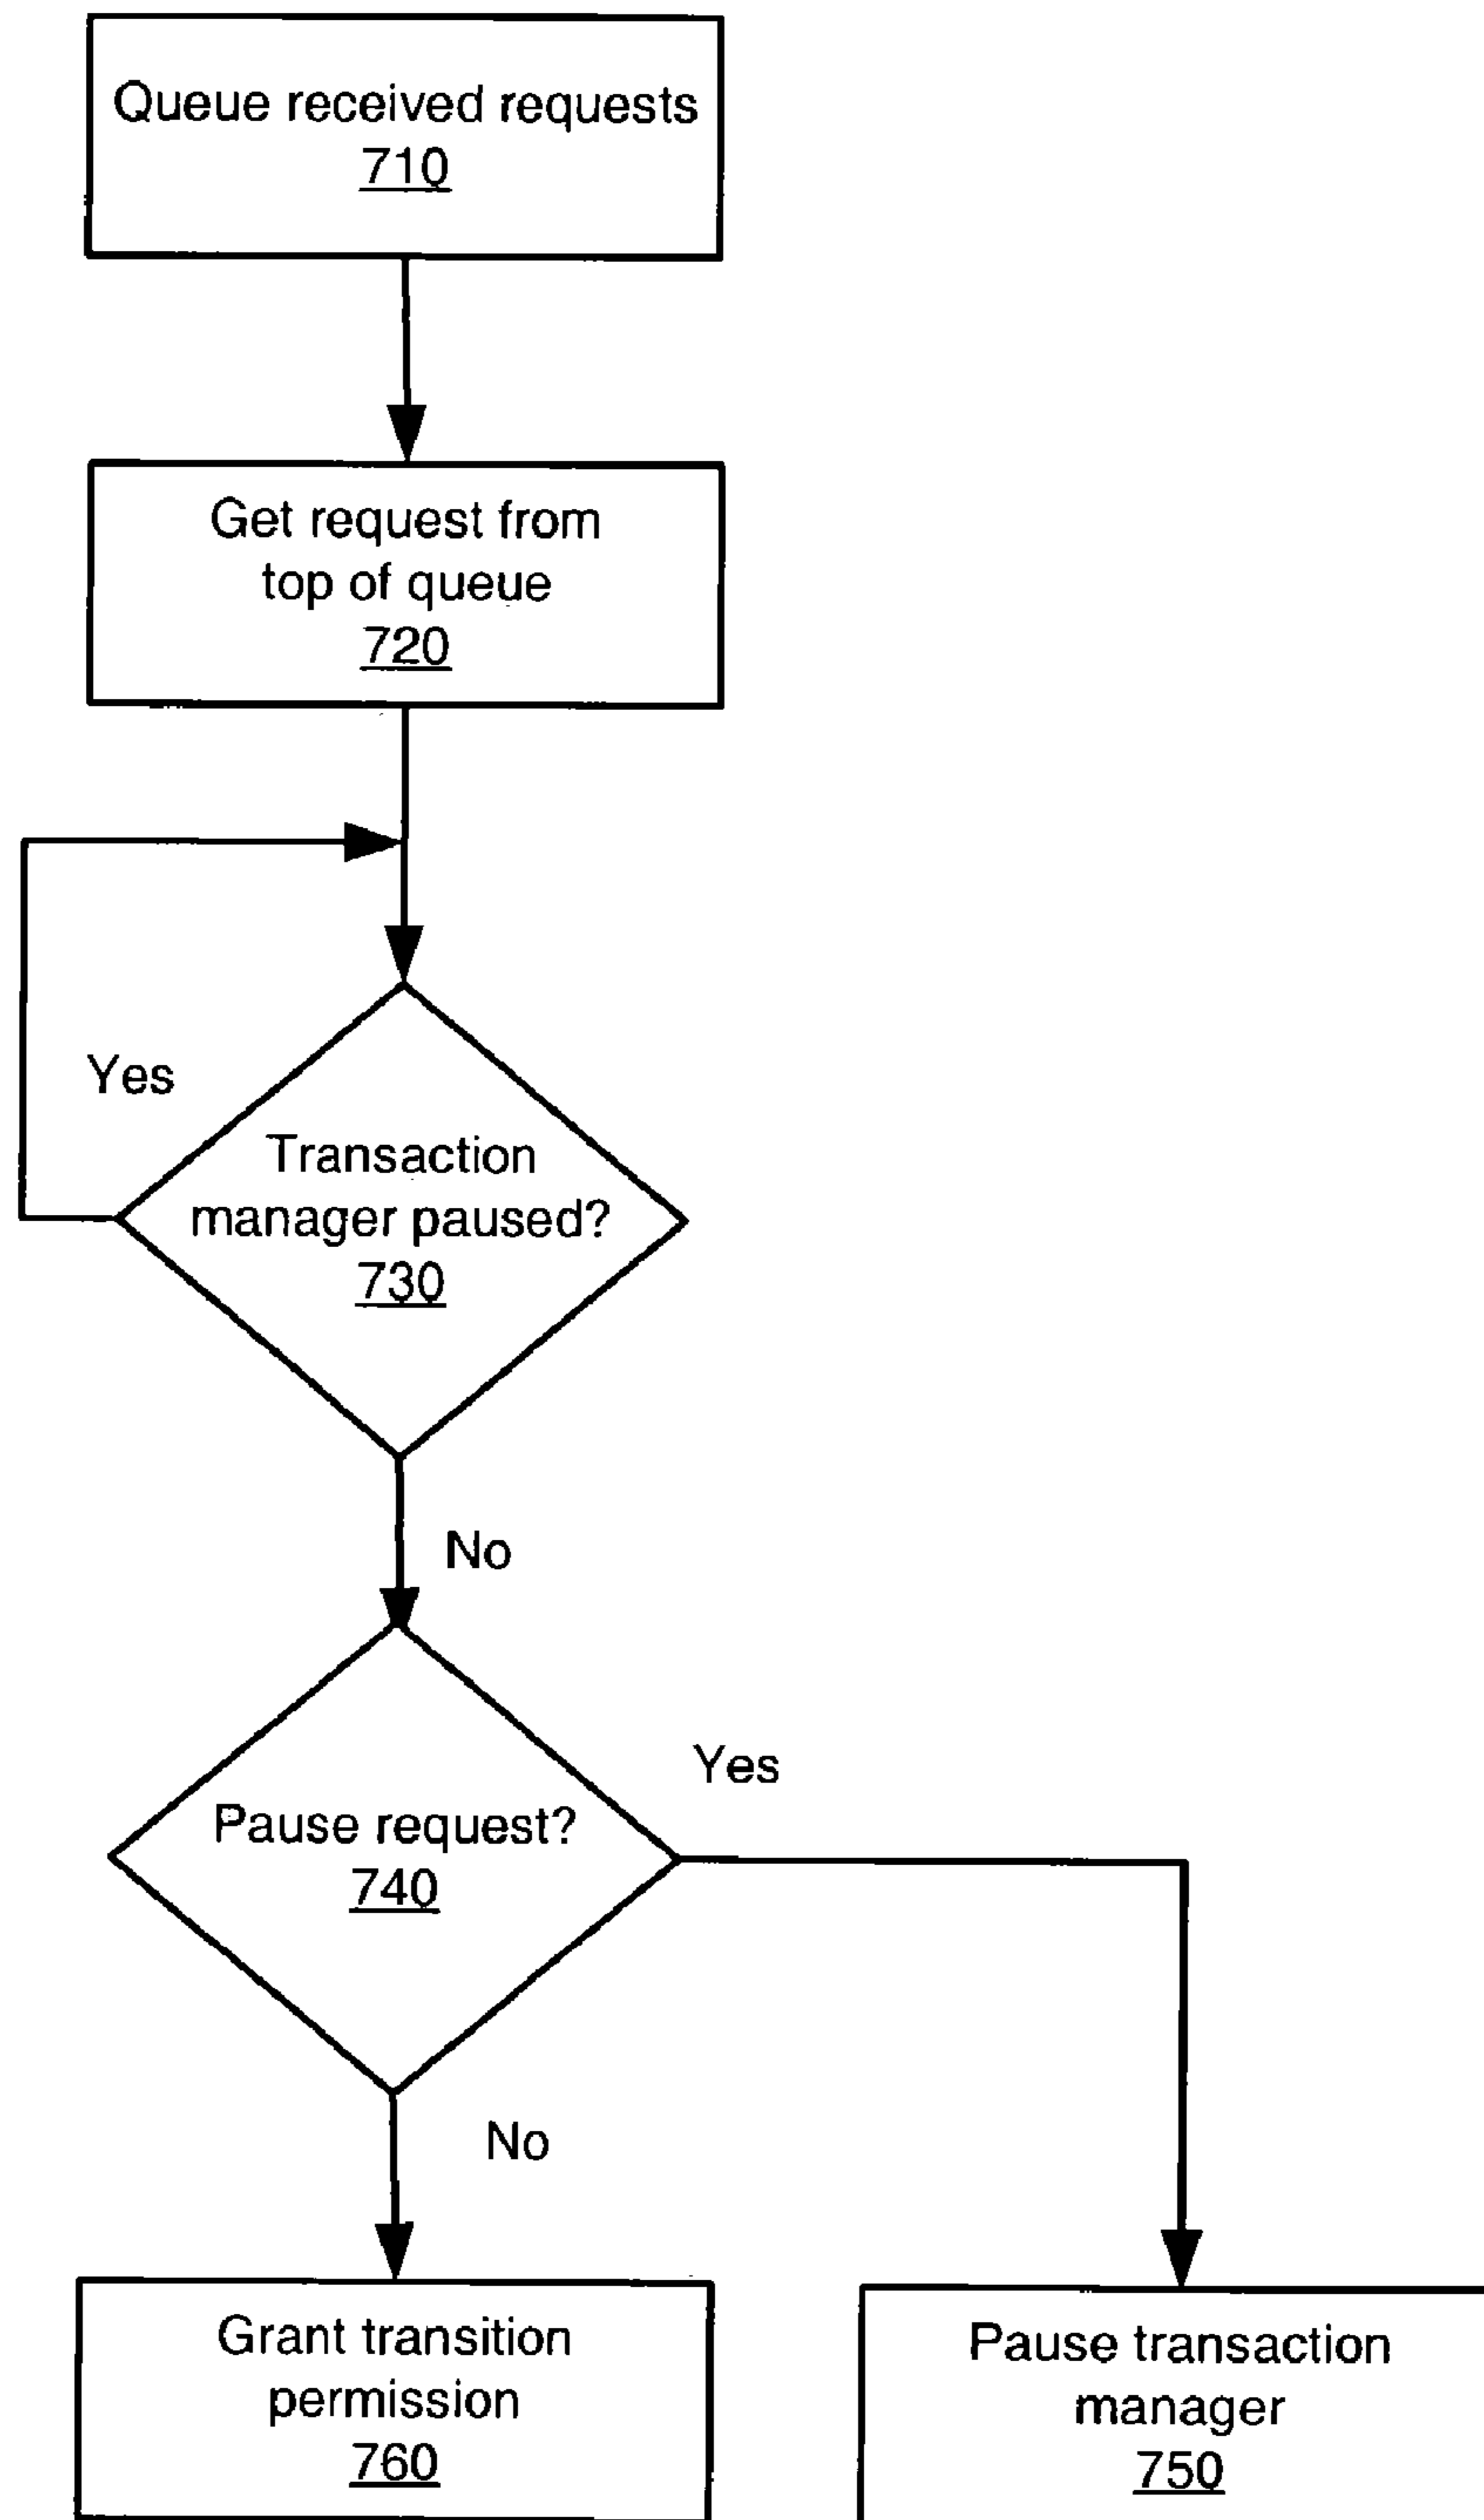 Queue received requests
710
Get request from
top of queue
720
Yes
Transaction
manager paused?
730
No
Yes
Pause request?
740
No
Grant transition
permission
760
Pause transaction
manager
750